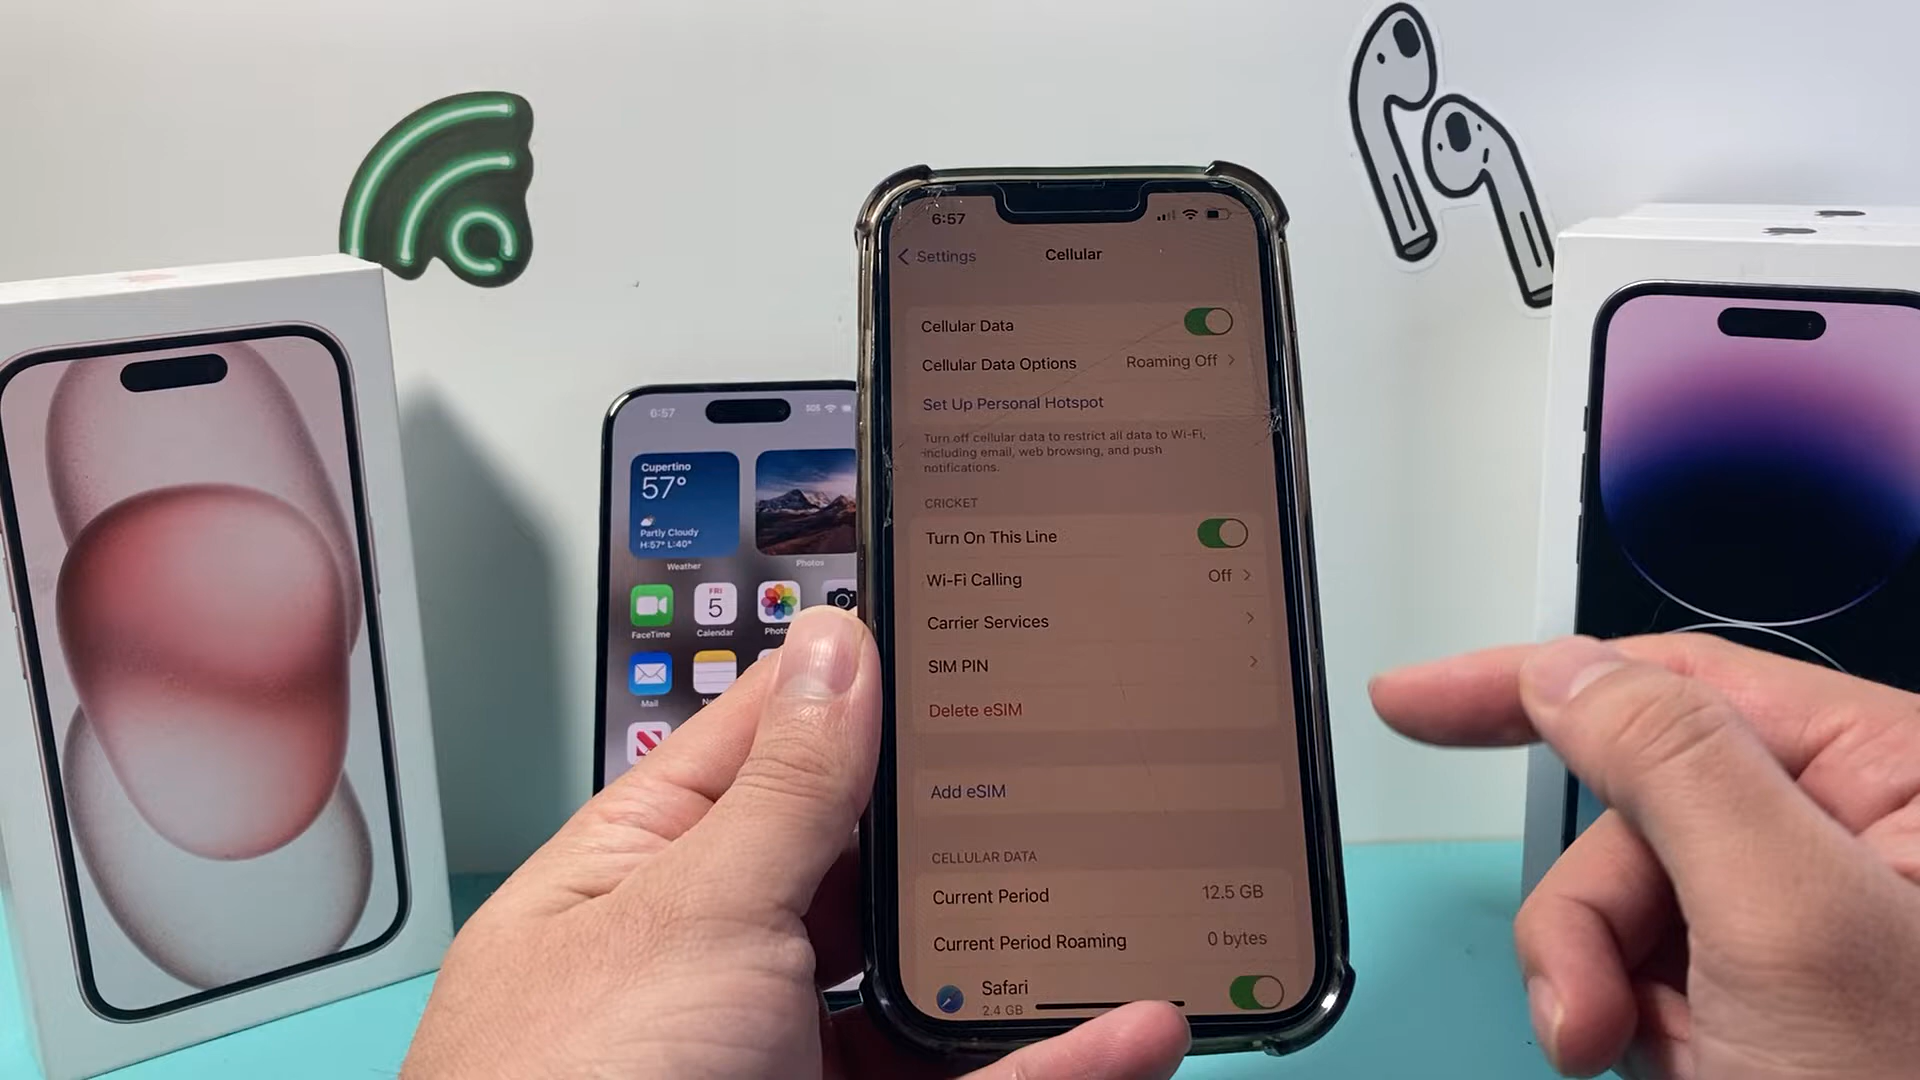 6:57
Settings
Cellular
Cellular Data
Cellular Data Options
Roaming Off
Set Up Personal Hotspot
Turn off cellular data to restrict all data to Wi-Fi,
including email, web browsing, and push
notifications.
CRICKET
Turn On This Line
Wi-Fi Calling
Off
Carrier Services
SIM PIN
Delete eSIM
Add eSIM
CELLULAR DATA
Current Period
12.5 GB
Current Period Roaming
0 bytes
Safari
2.4 GB
6:57
SOS
Cupertino
57°
Partly Cloudy
H:57° L:40°
Weather
Photos
FRI
5
FaceTime
Calendar
Mail